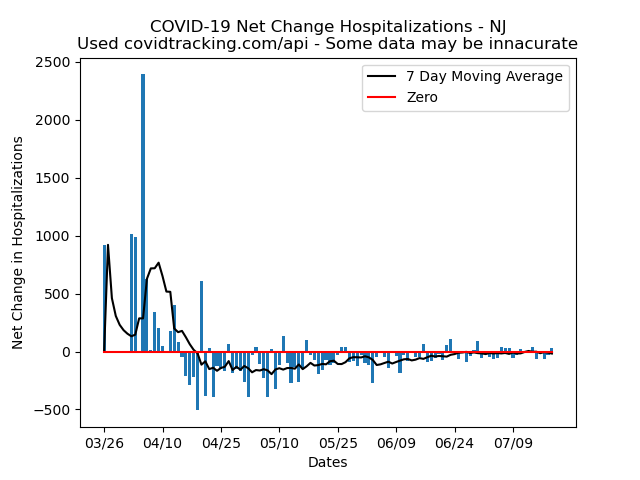 COVID-19 Net Change Hospitalizations - NJ
Used covidtracking.com/api - Some data may be innacurate
7 Day Moving Average
Zero
Net Change in Hospitalizations
2500
2000
1500
1000
500
0
−500
03/26 04/10 04/25 05/10 05/25 06/09 06/24 07/09
Dates